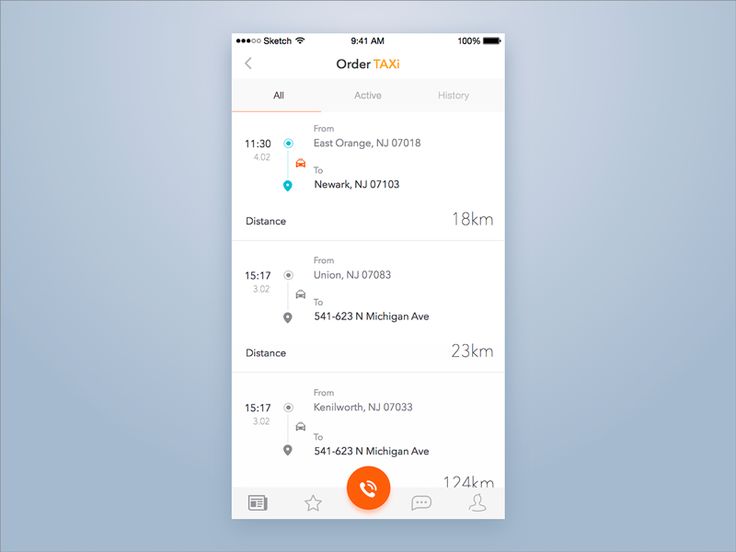 Sketch 9:41 AM 100%
Order TAXi
All Active History
From
11:30 East Orange, NJ 07018
4.02
To
Newark, NJ 07103
Distance 18km
From
15:17 Union, NJ 07083
3.02
To
541-623 N Michigan Ave
Distance 23km
From
15:17 Kenilworth, NJ 07033
3.02
To
541-623 N Michigan Ave
124km